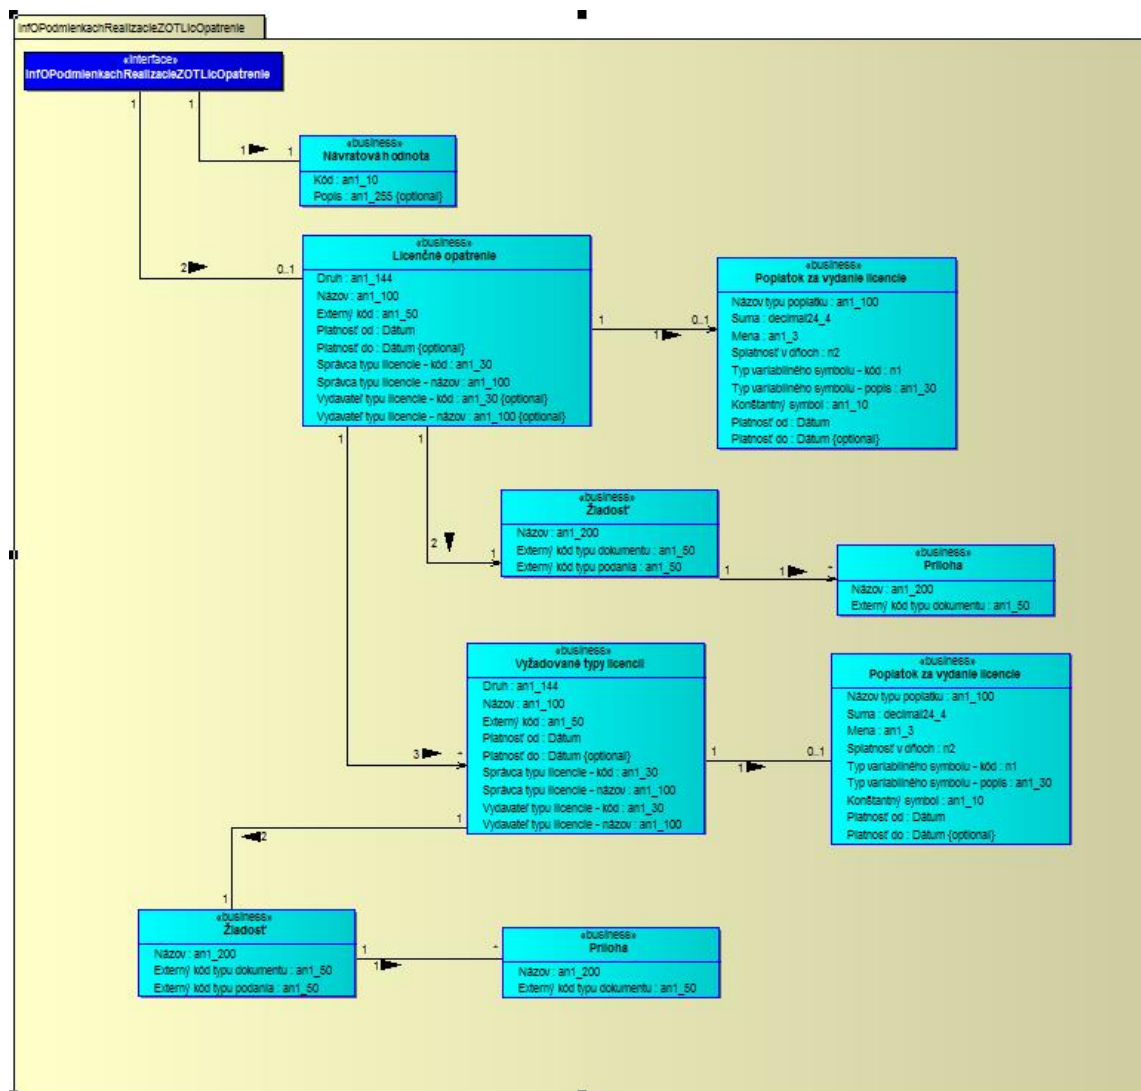 InfOPodmienkachRealizacieZOTLicOpatrenie
«interface»
InfOPodmienkachRealizacieZOTLicOpatrenie
1
1
1
1
«business»
Návratová hodnota
Kód : an1_10
Popis : an1_255 {optional}
2
0..1
«business»
Licenčné opatrenie
Druh : an1_144
Názov : an1_100
Externý kód : an1_50
Platnosť od : Dátum
Platnosť do : Dátum {optional}
Správca typu licencie - kód : an1_30
Správca typu licencie - názov : an1_100
Vydavateľ typu licencie - kód : an1_30 {optional}
Vydavateľ typu licencie - názov : an1_100 {optional}
1
1
0..1
«business»
Poplatok za vydanie licencie
Názov typu poplatku : an1_100
Suma : decimal24_4
Mena : an1_3
Splatnosť v dňoch : n2
Typ variabilného symbolu - kód : n1
Typ variabilného symbolu - popis : an1_30
Konštantný symbol : an1_10
Platnosť od : Dátum
Platnosť do : Dátum {optional}
1
1
2
1
«business»
Žiadosť
Názov : an1_200
Externý kód typu dokumentu : an1_50
Externý kód typu podania : an1_50
1
1
*
«business»
Príloha
Názov : an1_200
Externý kód typu dokumentu : an1_50
3
*
«business»
Vyžadované typy licencií
Druh : an1_144
Názov : an1_100
Externý kód : an1_50
Platnosť od : Dátum
Platnosť do : Dátum {optional}
Správca typu licencie - kód : an1_30
Správca typu licencie - názov : an1_100
Vydavateľ typu licencie - kód : an1_30
Vydavateľ typu licencie - názov : an1_100
1
1
0..1
«business»
Poplatok za vydanie licencie
Názov typu poplatku : an1_100
Suma : decimal24_4
Mena : an1_3
Splatnosť v dňoch : n2
Typ variabilného symbolu - kód : n1
Typ variabilného symbolu - popis : an1_30
Konštantný symbol : an1_10
Platnosť od : Dátum
Platnosť do : Dátum {optional}
1
2
1
«business»
Žiadosť
Názov : an1_200
Externý kód typu dokumentu : an1_50
Externý kód typu podania : an1_50
1
1
*
«business»
Príloha
Názov : an1_200
Externý kód typu dokumentu : an1_50